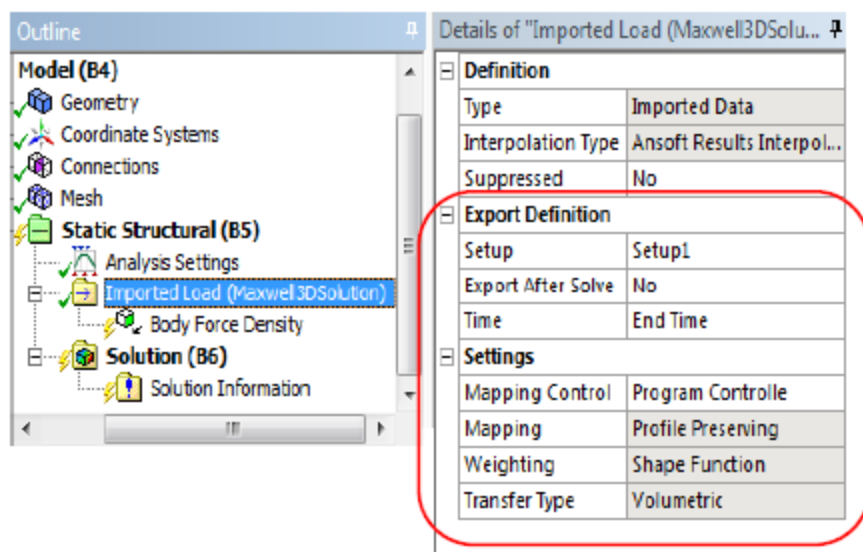 Outline
Model (B4)
Geometry
Coordinate Systems
Connections
Mesh
Static Structural (B5)
Analysis Settings
Imported Load (Maxwell3DSolution)
Body Force Density
Solution (B6)
Solution Information
Details of "Imported Load (Maxwell3DSolu...
Definition
Type Imported Data
Interpolation Type Ansoft Results Interpol...
Suppressed No
Export Definition
Setup Setup1
Export After Solve No
Time End Time
Settings
Mapping Control Program Controlle
Mapping Profile Preserving
Weighting Shape Function
Transfer Type Volumetric